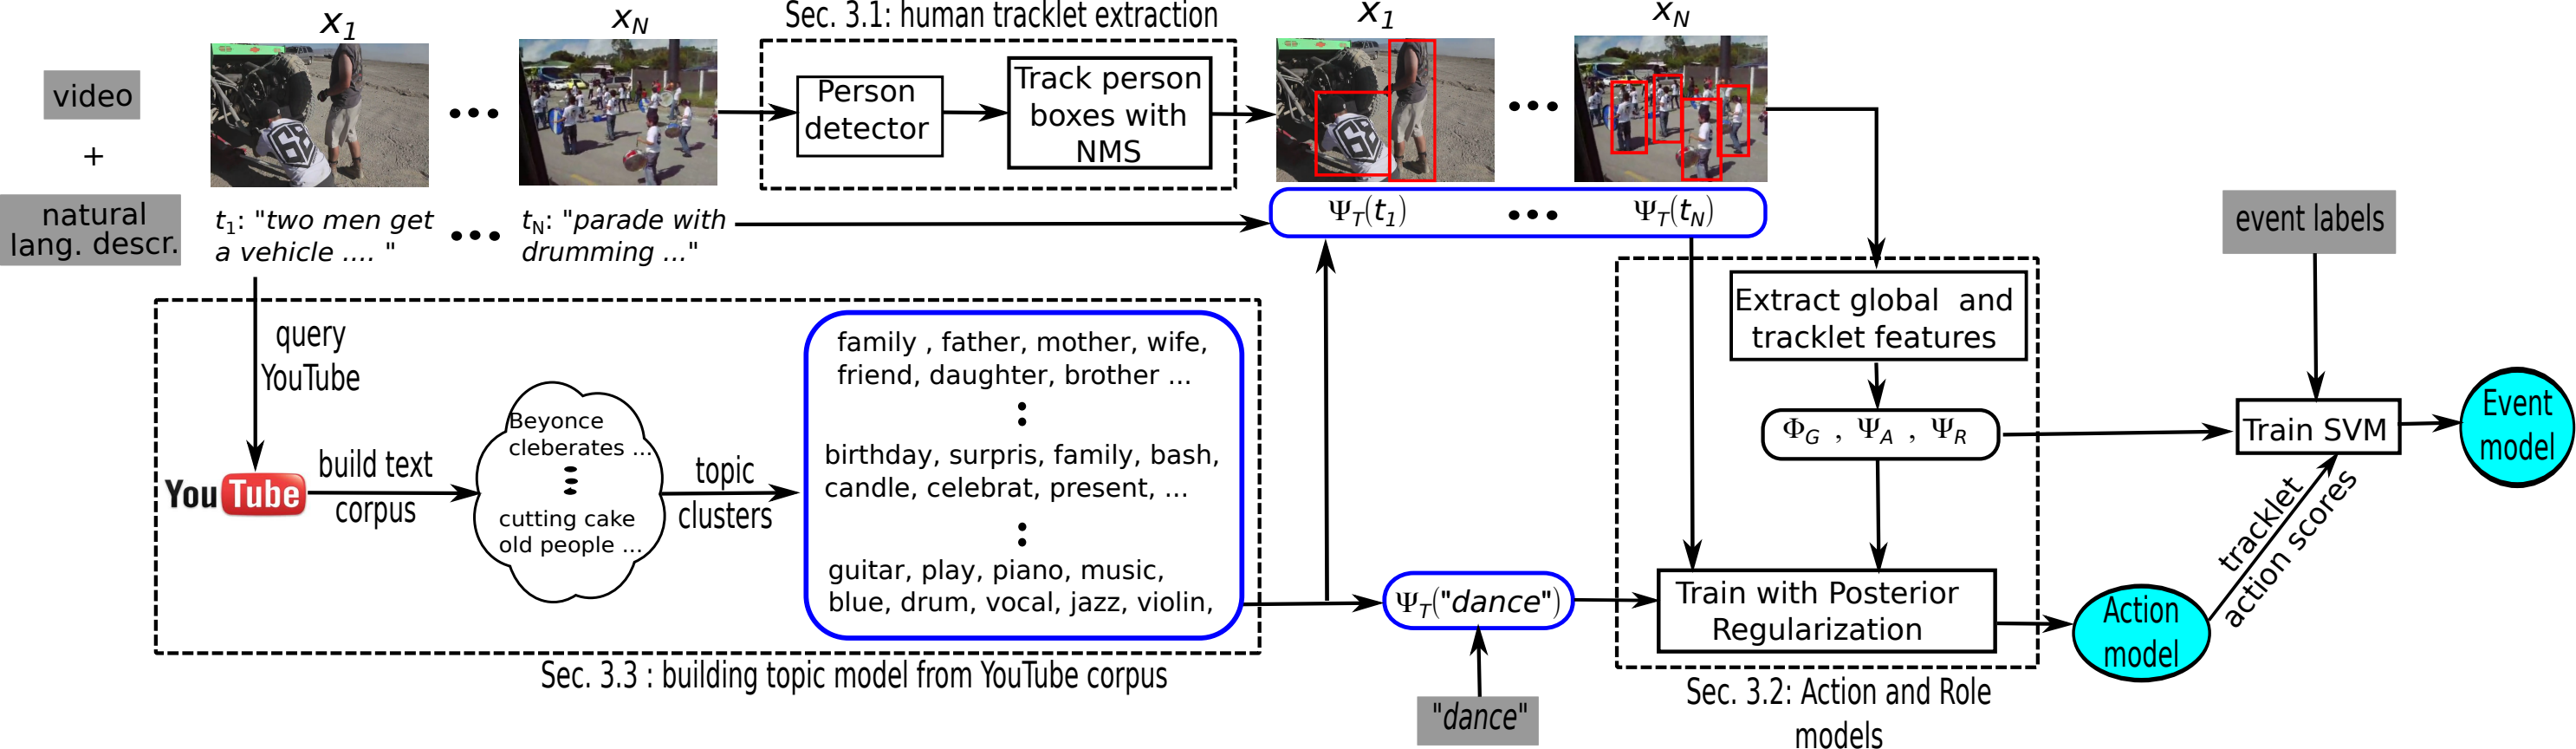 Sec. 3.1: human tracklet extraction
x1
xN
x1
xN
video
+
natural
lang. descr.
Person
detector
Track person
boxes with
NMS
68
68
t1: "two men get
a vehicle .... "
tN: "parade with
drumming ..."
ΨT(t1)
ΨT(tN)
event labels
query
YouTube
You Tube
build text
corpus
Beyonce
cleberates ...
cutting cake
old people ...
topic
clusters
family , father, mother, wife,
friend, daughter, brother ...
birthday, surpris, family, bash,
candle, celebrat, present, ...
guitar, play, piano, music,
blue, drum, vocal, jazz, violin,
Sec. 3.3 : building topic model from YouTube corpus
ΨT("dance")
"dance"
Extract global and
tracklet features
ΦG , ΨA , ΨR
Train with Posterior
Regularization
Sec. 3.2: Action and Role
models
Action
model
tracklet
action scores
Train SVM
Event
model